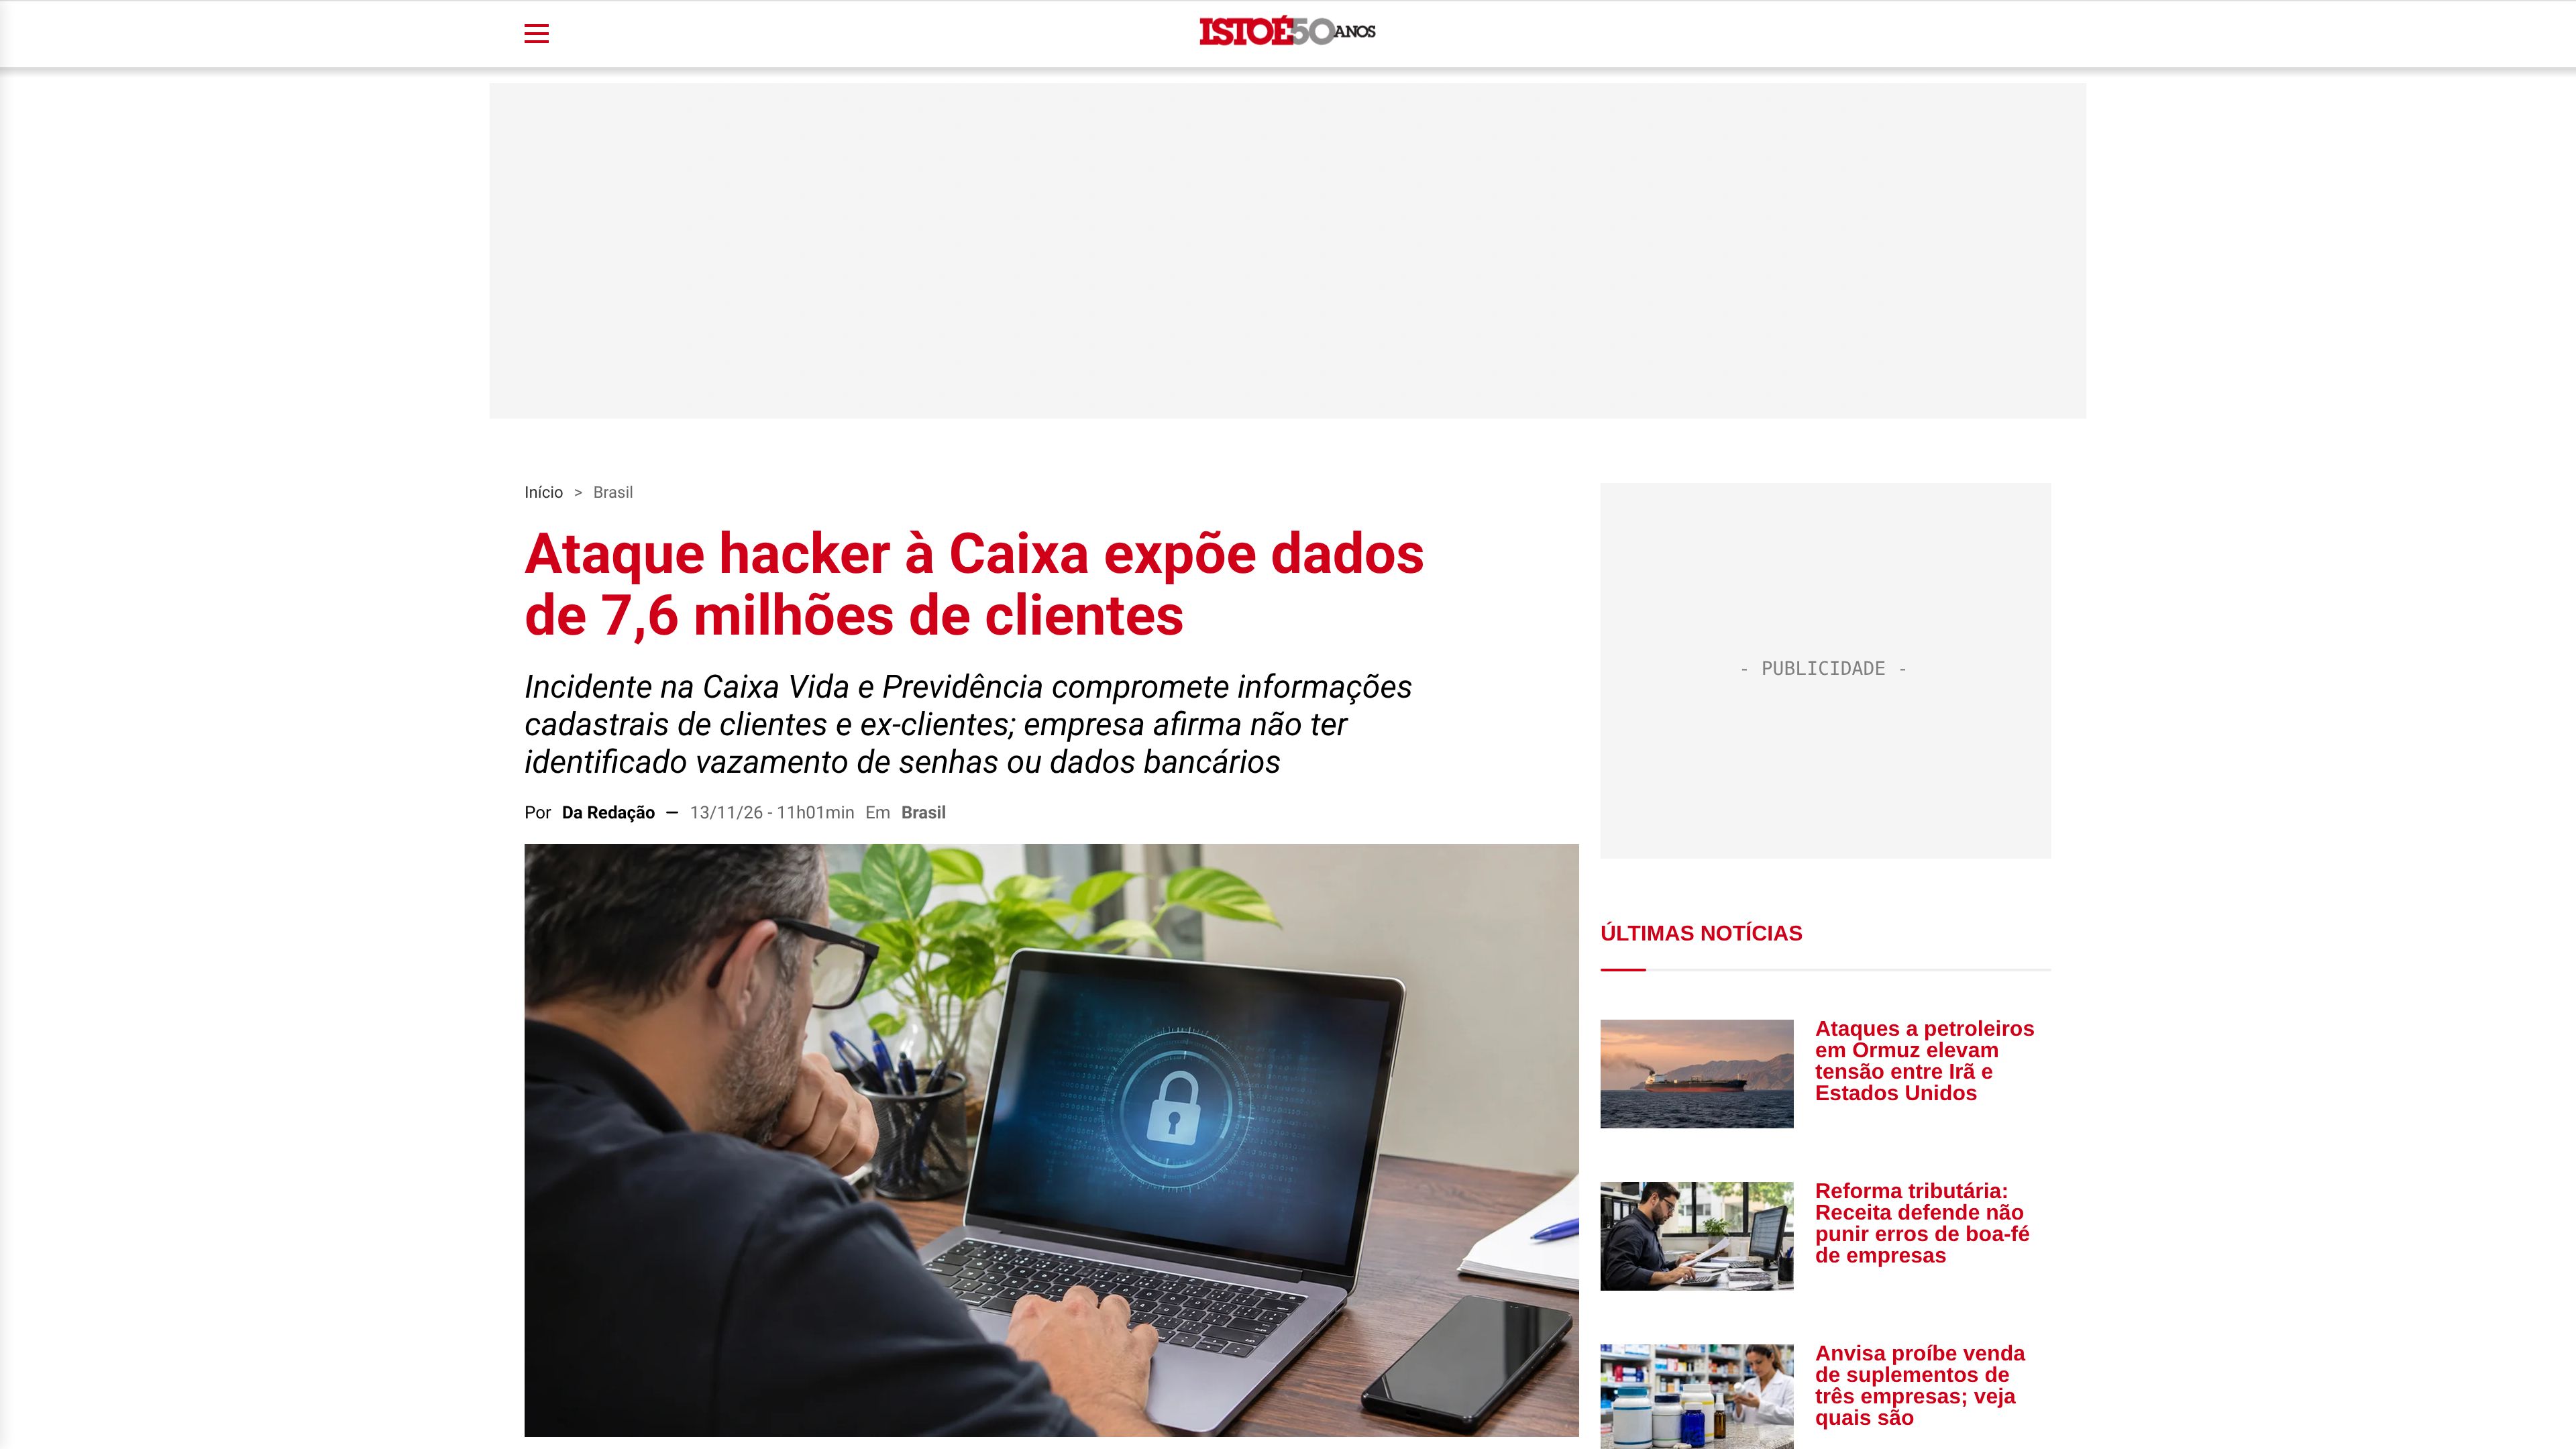 ISTOÉ50ANOS
- PUBLICIDADE -
Início > Brasil
Ataque hacker à Caixa expõe dados
de 7,6 milhões de clientes
Incidente na Caixa Vida e Previdência compromete informações
cadastrais de clientes e ex-clientes; empresa afirma não ter
identificado vazamento de senhas ou dados bancários
Por Da Redação — 13/11/26 - 11h01min Em Brasil
ÚLTIMAS NOTÍCIAS
Ataques a petroleiros
em Ormuz elevam
tensão entre Irã e
Estados Unidos
Reforma tributária:
Receita defende não
punir erros de boa-fé
de empresas
Anvisa proíbe venda
de suplementos de
três empresas; veja
quais são